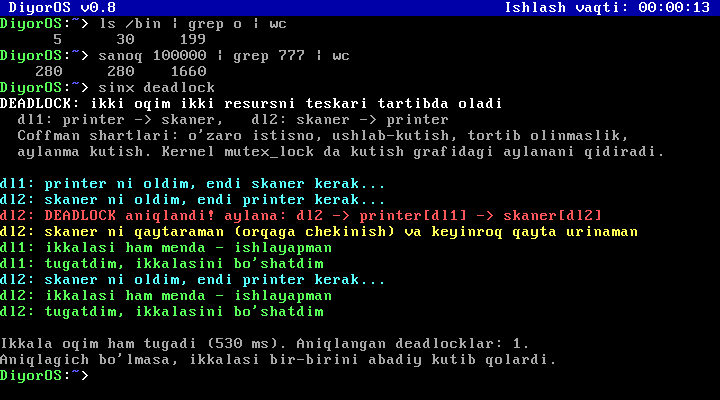 DiyorOS v0.8 Ishlash vaqti: 00:00:13
DiyorOS:~> ls /bin | grep o | wc
5 30 199
DiyorOS:~> sanoq 100000 | grep 777 | wc
280 280 1660
DiyorOS:~> sinx deadlock
DEADLOCK: ikki oqim ikki resursni teskari tartibda oladi
dl1: printer -> skaner, dl2: skaner -> printer
Coffman shartlari: o'zaro istisno, ushlab-kutish, tortib olinmaslik,
aylanma kutish. Kernel mutex_lock da kutish grafidagi aylanani qidiradi.
dl1: printer ni oldim, endi skaner kerak...
dl2: skaner ni oldim, endi printer kerak...
dl2: DEADLOCK aniqlandi! aylana: dl2 -> printer[dl1] -> skaner[dl2]
dl2: skaner ni qaytaraman (orqaga chekinish) va keyinroq qayta urinaman
dl1: ikkalasi ham menda - ishlayapman
dl1: tugatdim, ikkalasini bo'shatdim
dl2: skaner ni oldim, endi printer kerak...
dl2: ikkalasi ham menda - ishlayapman
dl2: tugatdim, ikkalasini bo'shatdim
Ikkala oqim ham tugadi (530 ms). Aniqlangan deadlocklar: 1.
Aniqlagich bo'lmasa, ikkalasi bir-birini abadiy kutib qolardi.
DiyorOS:~>